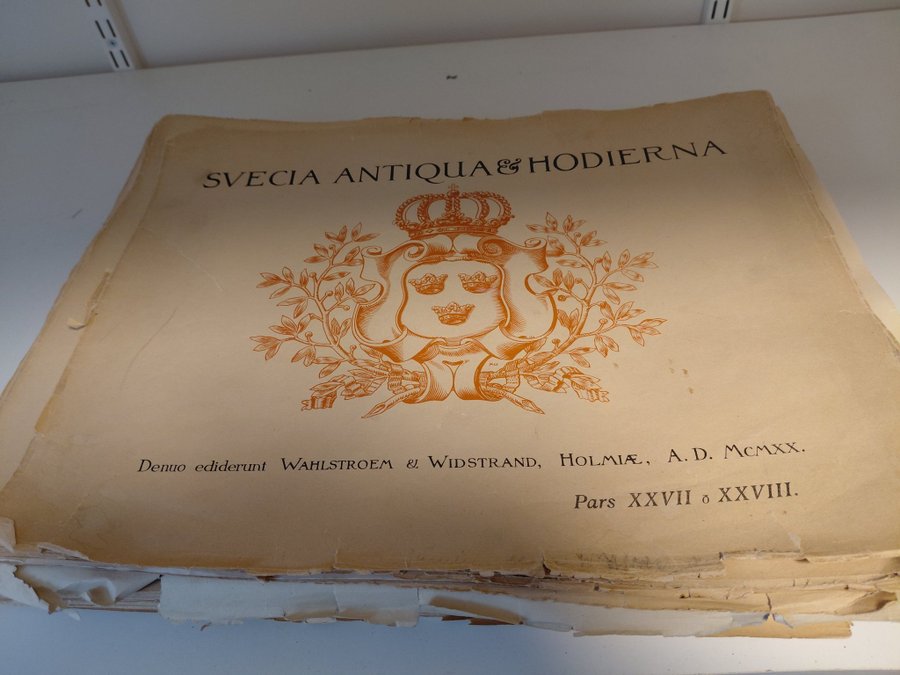 SVECIA ANTIQUA & HODIERNA
Denuo ediderunt WAHLSTROEM & WIDSTRAND, HOLMIÆ, A. D. MCMXX.
Pars XXVII o XXVIII.